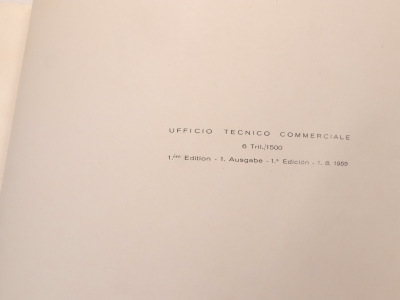 UFFICIO TECNICO COMMERCIALE
6 Tril./1500
1.ère Edition - 1. Ausgabe - 1.a Edición - 1. 8. 1959